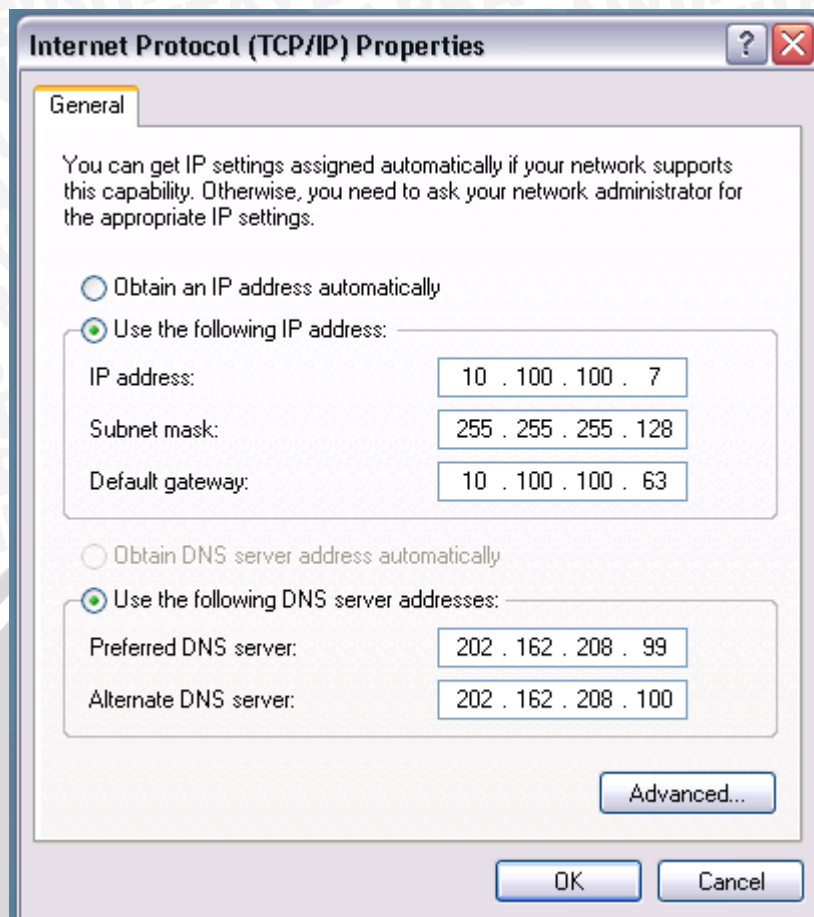 Internet Protocol (TCP/IP) Properties
General
You can get IP settings assigned automatically if your network supports
this capability. Otherwise, you need to ask your network administrator for
the appropriate IP settings.
Obtain an IP address automatically
Use the following IP address:
IP address: 10 . 100 . 100 . 7
Subnet mask: 255 . 255 . 255 . 128
Default gateway: 10 . 100 . 100 . 63
Obtain DNS server address automatically
Use the following DNS server addresses:
Preferred DNS server: 202 . 162 . 208 . 99
Alternate DNS server: 202 . 162 . 208 . 100
Advanced...
OK Cancel